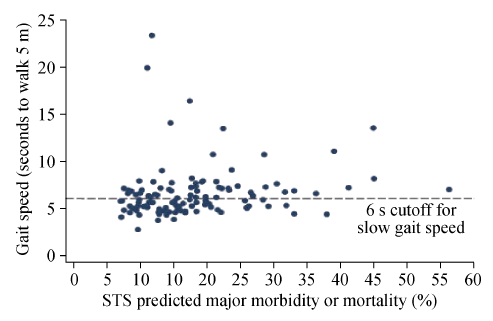 Gait speed (seconds to walk 5 m)
25
20
15
10
5
0
6 s cutoff for
slow gait speed
0 5 10 15 20 25 30 35 40 45 50 55 60
STS predicted major morbidity or mortality (%)